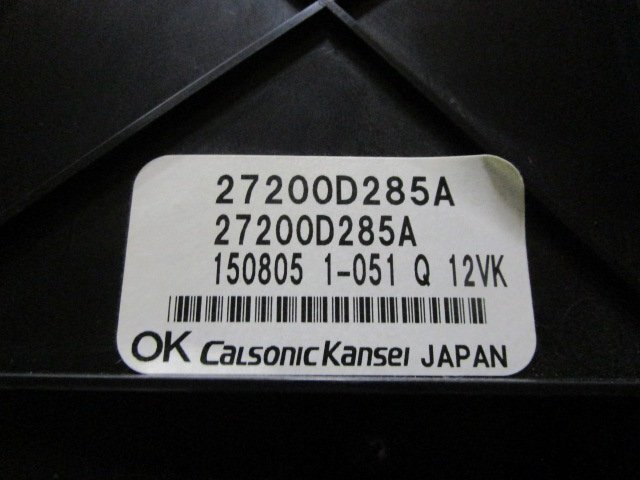 27200D285A
27200D285A
150805 1-051 Q 12VK
OK CalsonicKansei JAPAN